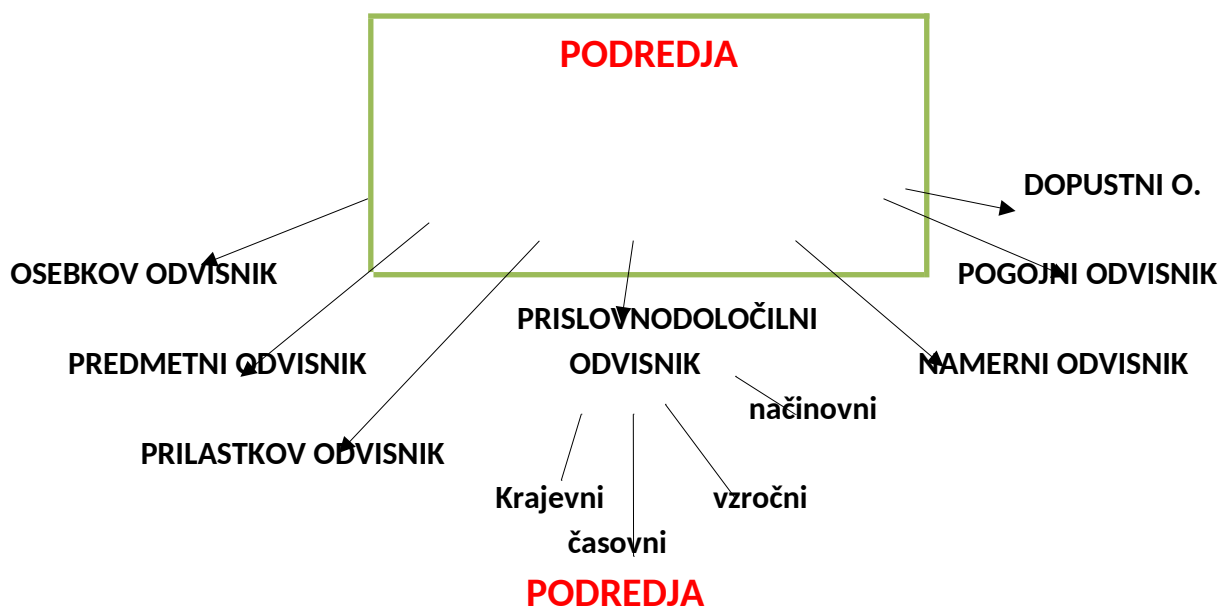 PODREDJA
DOPUSTNI O.
OSEBKOV ODVISNIK
POGOJNI ODVISNIK
PRISLOVNODOLOČILNI
PREDMETNI ODVISNIK
ODVISNIK
NAMERNI ODVISNIK
načinovni
PRILASTKOV ODVISNIK
Krajevni
vzročni
časovni
PODREDJA